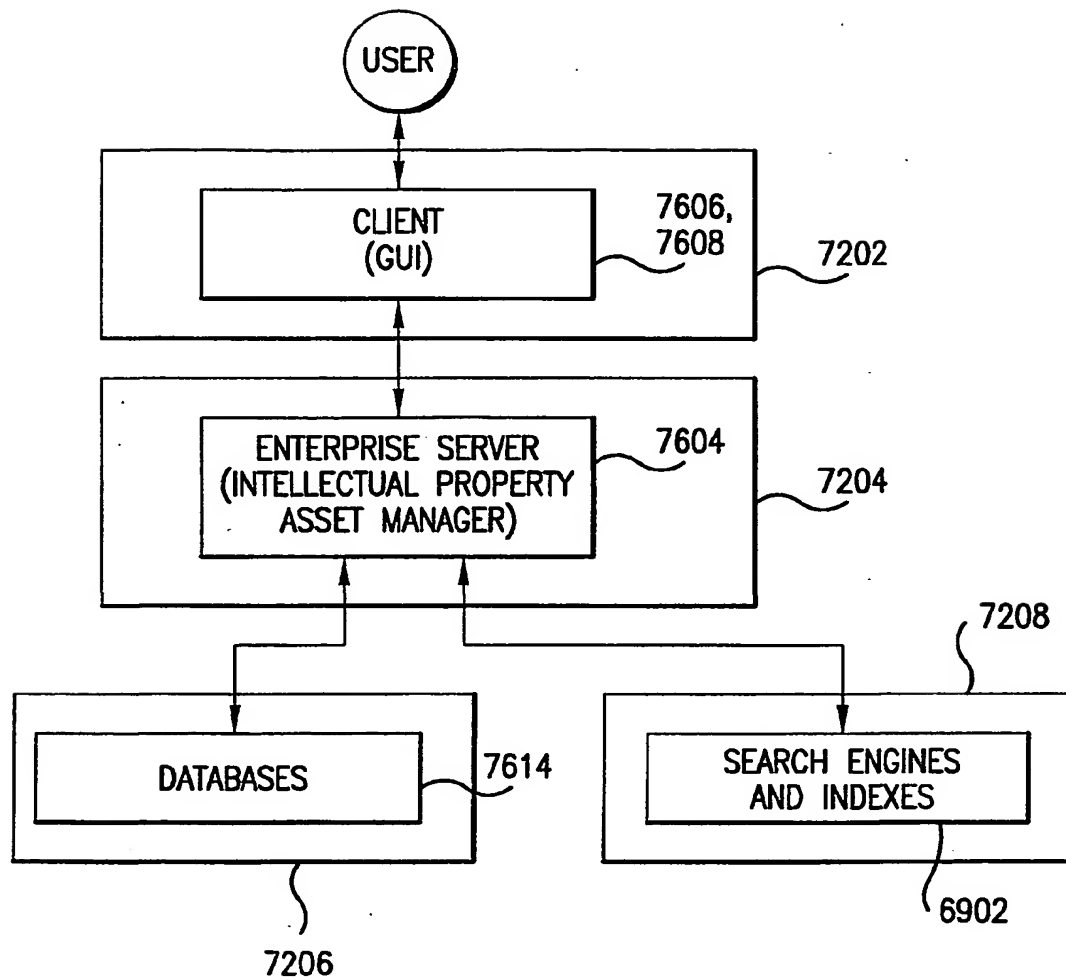 USER
CLIENT
(GUI)
7606,
7608
7202
ENTERPRISE SERVER
(INTELLECTUAL PROPERTY
ASSET MANAGER)
7604
7204
7208
DATABASES
7614
SEARCH ENGINES
AND INDEXES
6902
7206